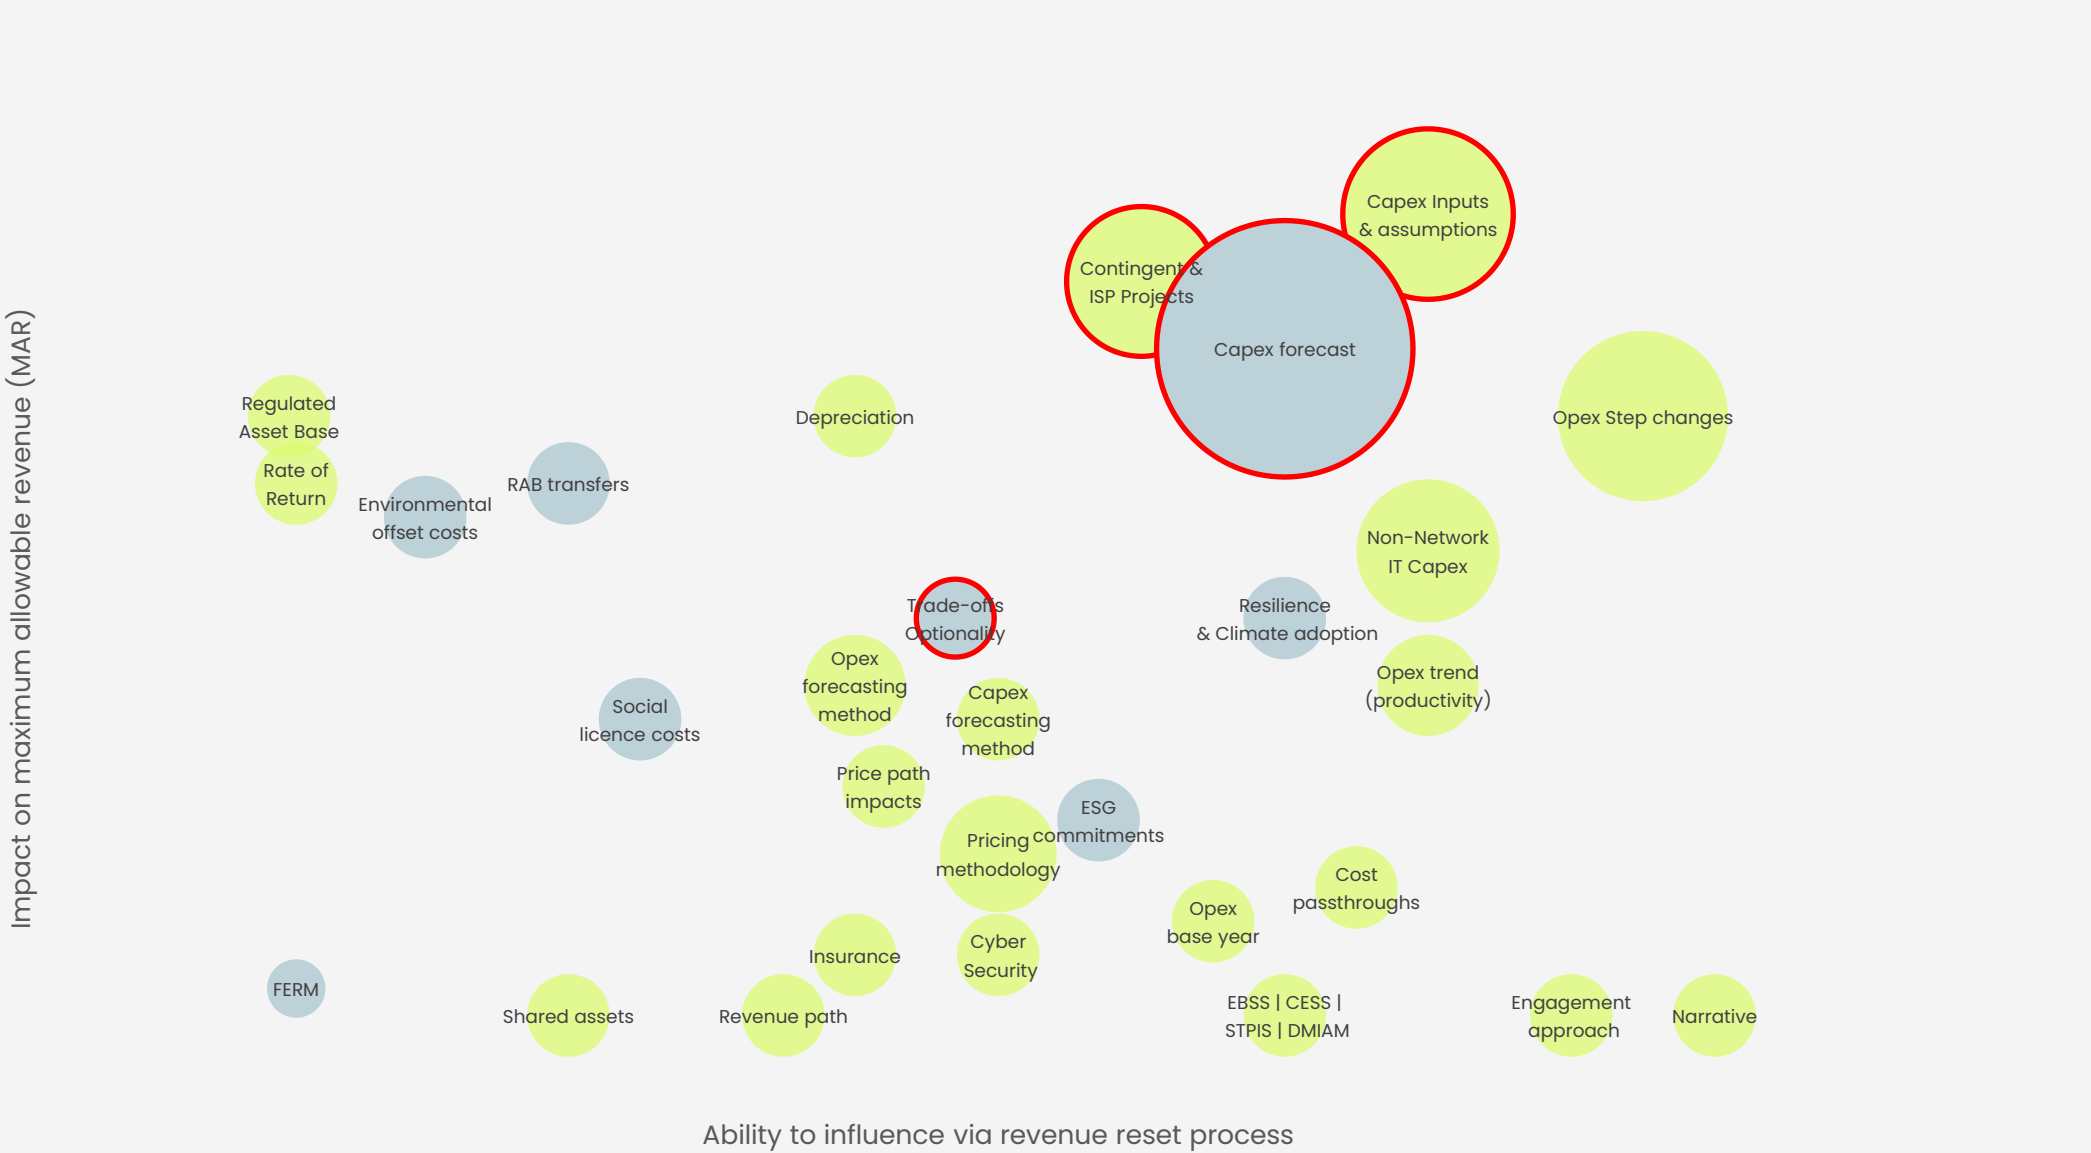 Capex Inputs
& assumptions
Contingent &
ISP Projects
Capex forecast
Regulated
Asset Base
Depreciation
Opex Step changes
Rate of
Return
Environmental
offset costs
RAB transfers
Non-Network
IT Capex
Trade-offs
Optionality
Resilience
& Climate adoption
Opex
forecasting
method
Capex
forecasting
method
Opex trend
(productivity)
Social
licence costs
Price path
impacts
ESG
commitments
Pricing
methodology
Cost
passthroughs
Opex
base year
Insurance
Cyber
Security
FERM
Shared assets
Revenue path
EBSS | CESS |
STPIS | DMIAM
Engagement
approach
Narrative
Impact on maximum allowable revenue (MAR)
Ability to influence via revenue reset process